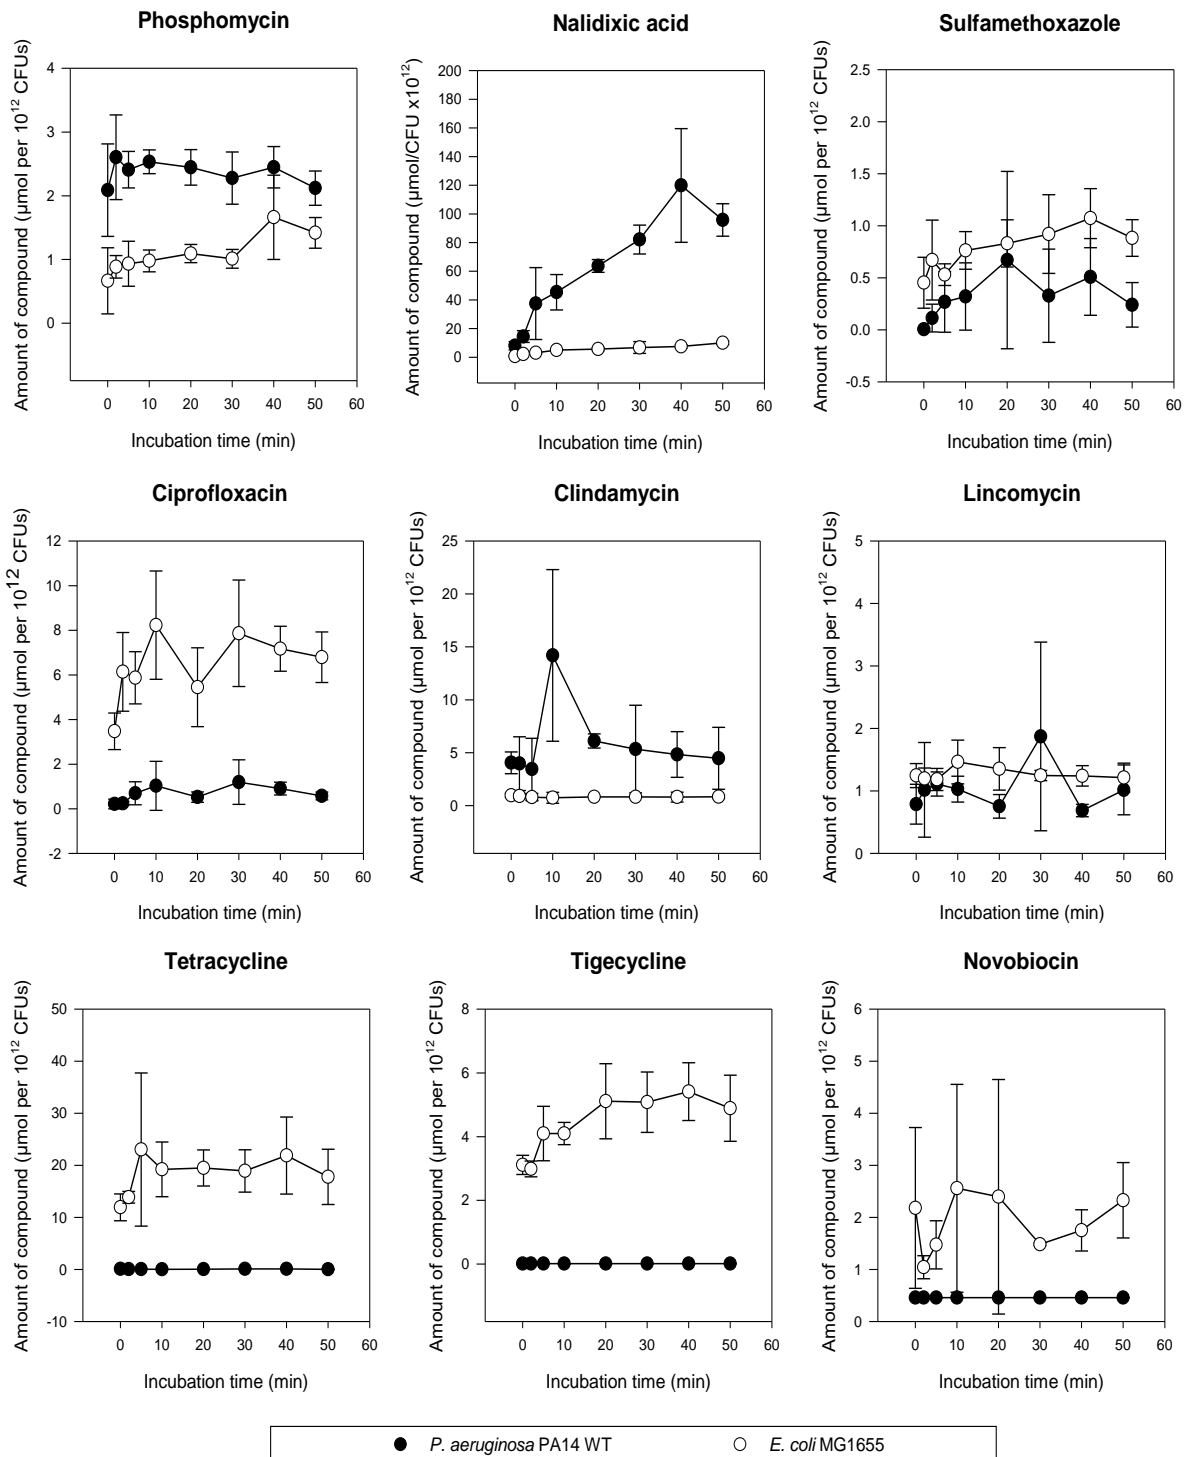 Phosphomycin
Amount of compound (µmol per 10¹² CFUs)
4
3
2
1
0
0 10 20 30 40 50 60
Incubation time (min)
Nalidixic acid
Amount of compound (µmol/CFU x10¹²)
200
180
160
140
120
100
80
60
40
20
0
0 10 20 30 40 50 60
Incubation time (min)
Sulfamethoxazole
Amount of compound (µmol per 10¹² CFUs)
2.5
2.0
1.5
1.0
0.5
0.0
-0.5
0 10 20 30 40 50 60
Incubation time (min)
Ciprofloxacin
Amount of compound (µmol per 10¹² CFUs)
12
10
8
6
4
2
0
-2
0 10 20 30 40 50 60
Incubation time (min)
Clindamycin
Amount of compound (µmol per 10¹² CFUs)
25
20
15
10
5
0
0 10 20 30 40 50 60
Incubation time (min)
Lincomycin
Amount of compound (µmol per 10¹² CFUs)
5
4
3
2
1
0
0 10 20 30 40 50 60
Incubation time (min)
Tetracycline
Amount of compound (µmol per 10¹² CFUs)
50
40
30
20
10
0
-10
0 10 20 30 40 50 60
Incubation time (min)
Tigecycline
Amount of compound (µmol per 10¹² CFUs)
8
6
4
2
0
0 10 20 30 40 50 60
Incubation time (min)
Novobiocin
Amount of compound (µmol per 10¹² CFUs)
6
5
4
3
2
1
0
0 10 20 30 40 50 60
Incubation time (min)
P. aeruginosa PA14 WT
E. coli MG1655